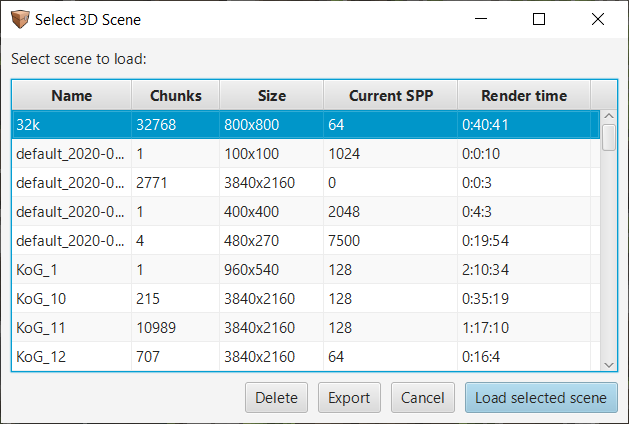 Select 3D Scene
Select scene to load:
Name Chunks Size Current SPP Render time
32k 32768 800x800 64 0:40:41
default_2020-0... 1 100x100 1024 0:0:10
default_2020-0... 2771 3840x2160 0 0:0:3
default_2020-0... 1 400x400 2048 0:4:3
default_2020-0... 4 480x270 7500 0:19:54
KoG_1 1 960x540 128 2:10:34
KoG_10 215 3840x2160 128 0:35:19
KoG_11 10989 3840x2160 128 1:17:10
KoG_12 707 3840x2160 64 0:16:4
Delete Export Cancel Load selected scene